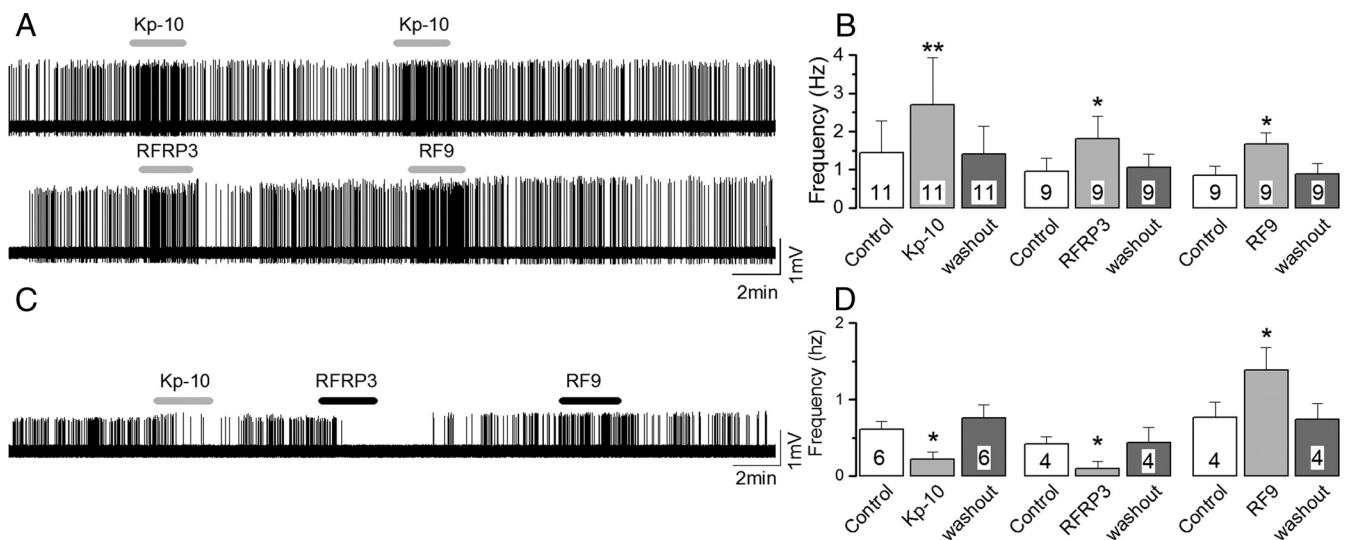 A
Kp-10
Kp-10
RFRP3
RF9
2min
1mV
B
Frequency (Hz)
4
3
2
1
0
**
*
*
11
11
11
9
9
9
9
9
9
Control
Kp-10
washout
Control
RFRP3
washout
Control
RF9
washout
C
Kp-10
RFRP3
RF9
2min
1mV
D
Frequency (hz)
2
1
0
*
*
*
6
6
4
4
4
4
Control
Kp-10
washout
Control
RFRP3
washout
Control
RF9
washout